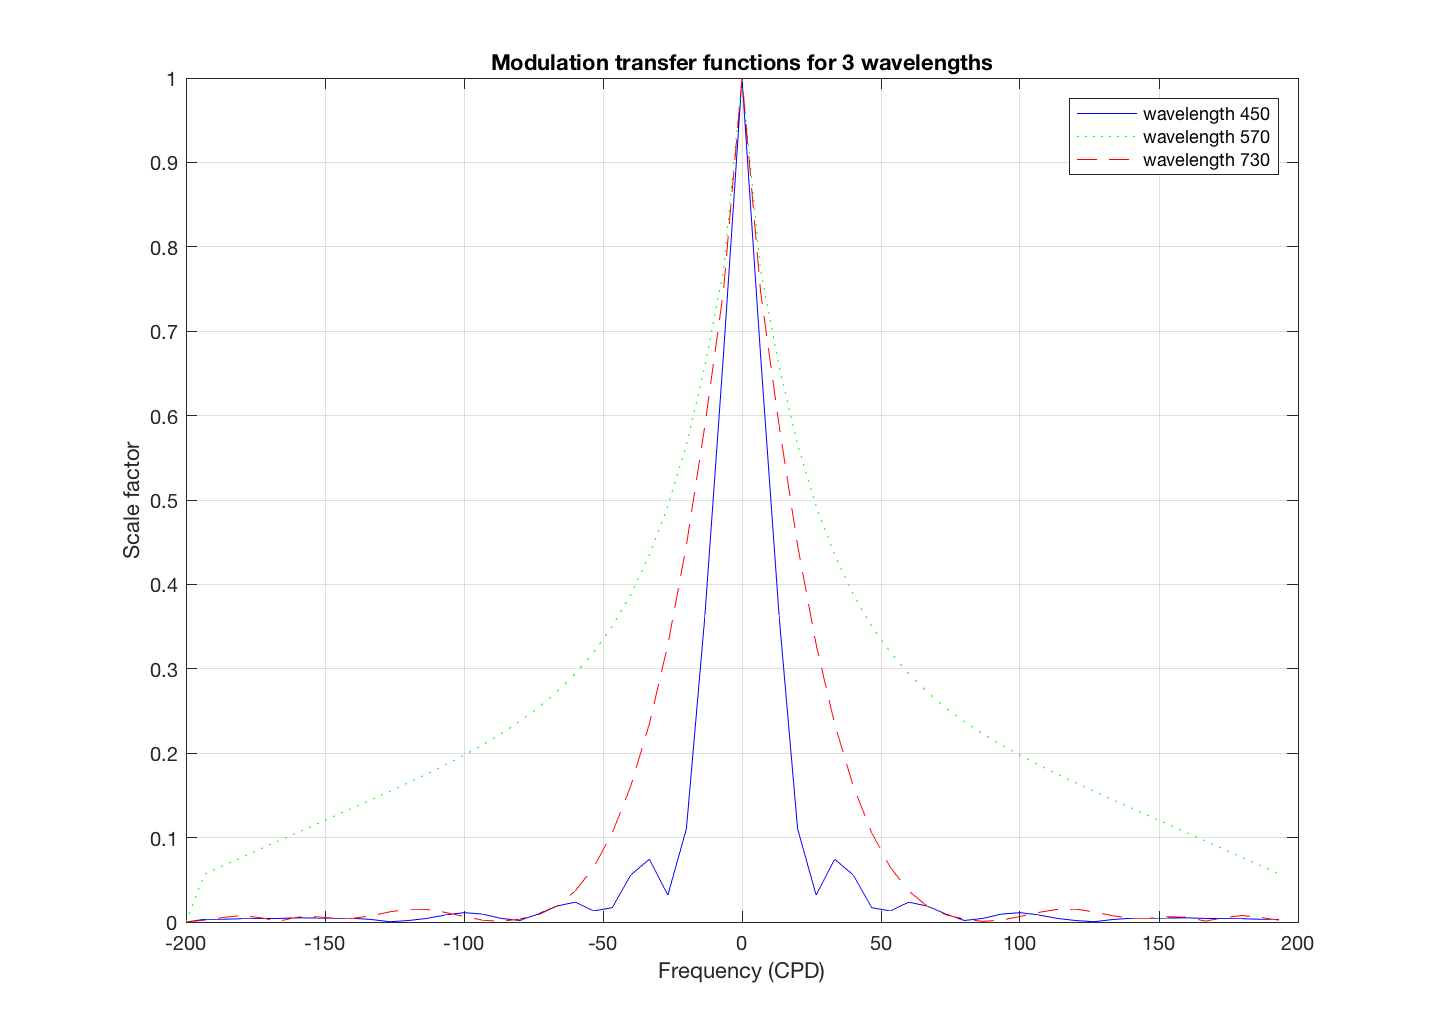 Modulation transfer functions for 3 wavelengths
wavelength 450
wavelength 570
wavelength 730
1
0.9
0.8
0.7
0.6
0.5
0.4
0.3
0.2
0.1
0
Scale factor
-200 -150 -100 -50 0 50 100 150 200
Frequency (CPD)